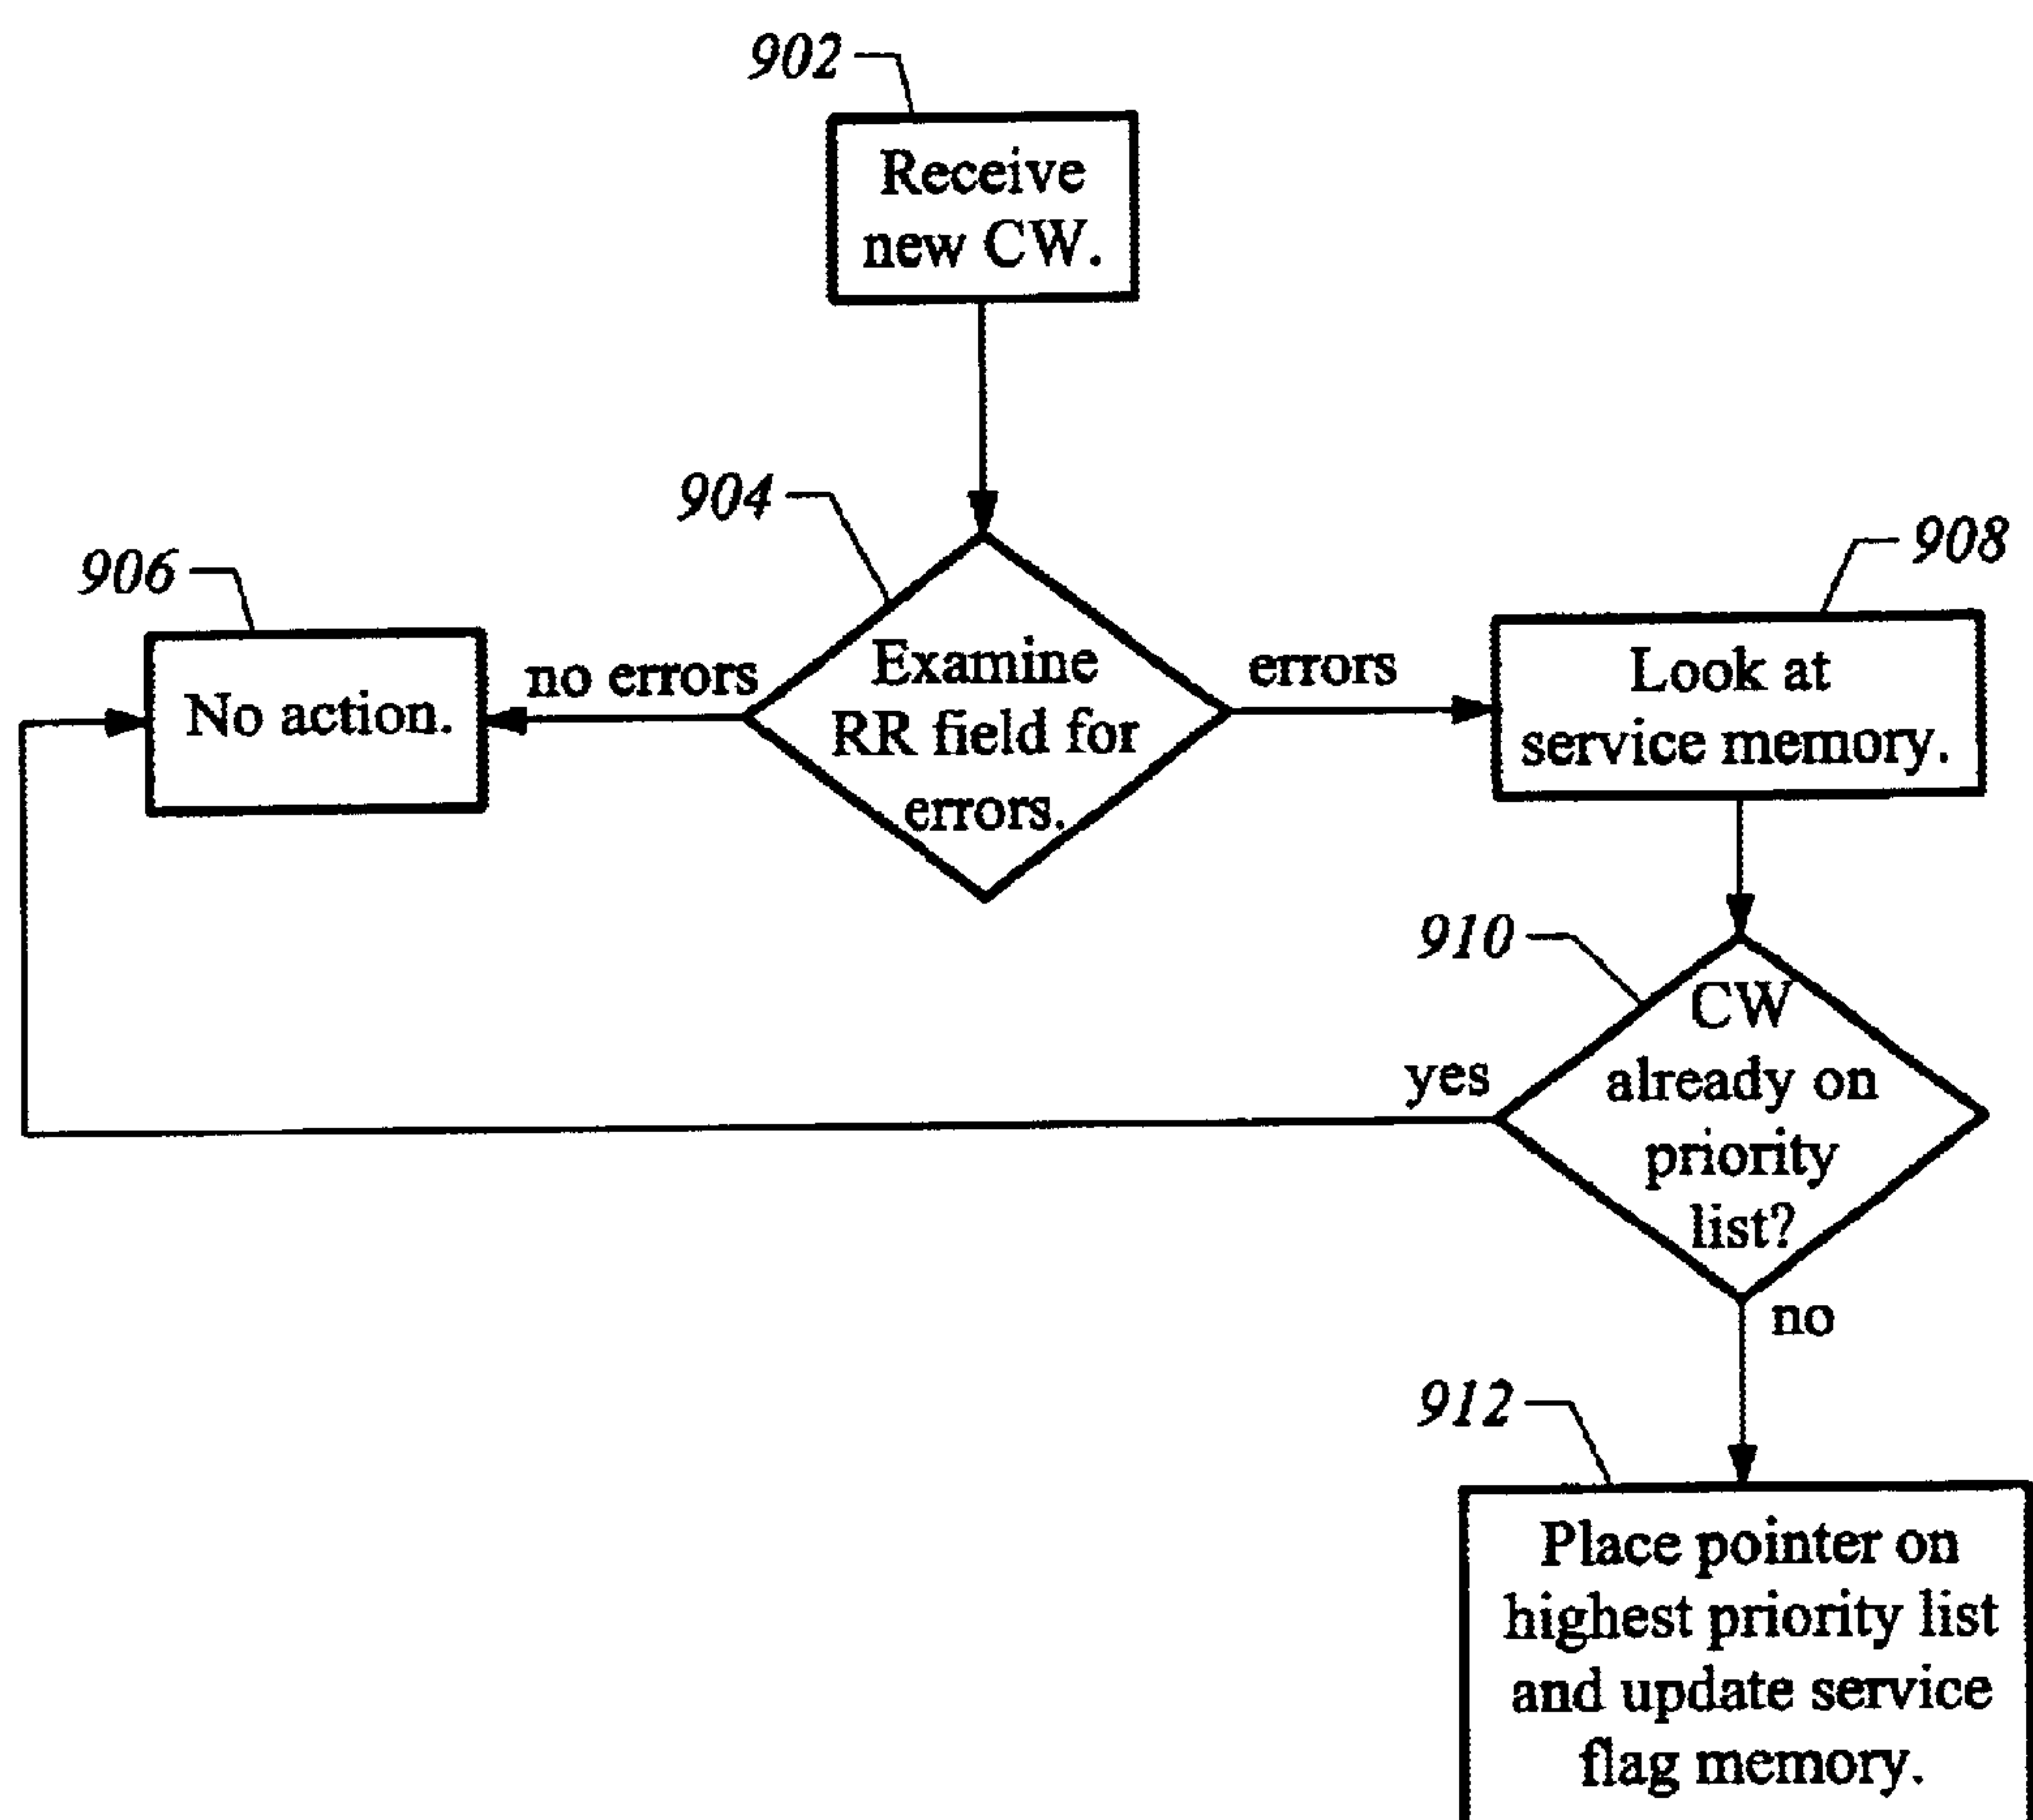 902
Receive
new CW.
904
Examine
RR field for
errors.
906
No action.
no errors
errors
908
Look at
service memory.
910
CW
already on
priority
list?
yes
no
912
Place pointer on
highest priority list
and update service
flag memory.